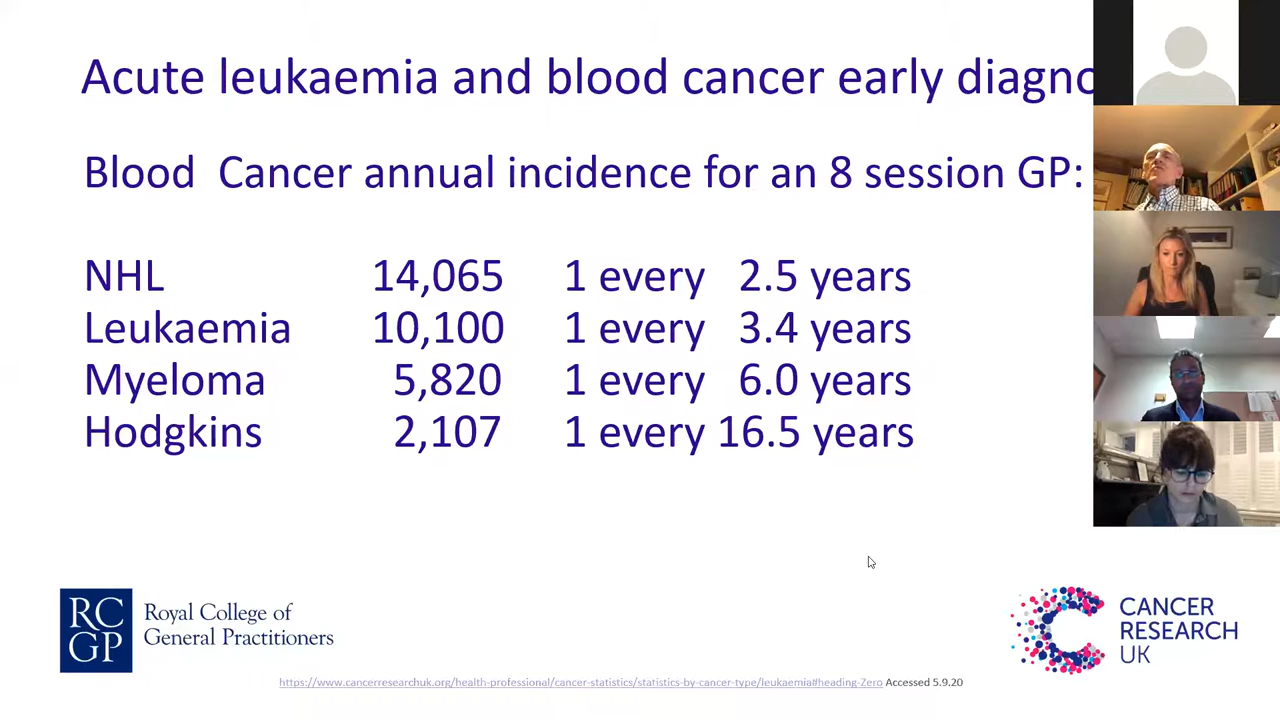 Acute leukaemia and blood cancer early diagno
Blood Cancer annual incidence for an 8 session GP:
NHL 14,065 1 every 2.5 years
Leukaemia 10,100 1 every 3.4 years
Myeloma 5,820 1 every 6.0 years
Hodgkins 2,107 1 every 16.5 years
RC
GP
Royal College of
General Practitioners
CANCER
RESEARCH
UK
https://www.cancerresearchuk.org/health-professional/cancer-statistics/statistics-by-cancer-type/leukaemia#heading-Zero Accessed 5.9.20